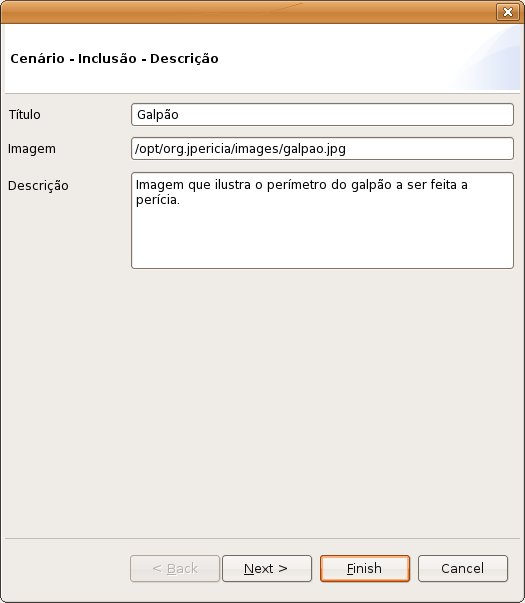 Cenário - Inclusão - Descrição
Título Galpão
Imagem /opt/org.jpericia/images/galpao.jpg
Descrição Imagem que ilustra o perímetro do galpão a ser feita a
perícia.
< Back Next > Finish Cancel